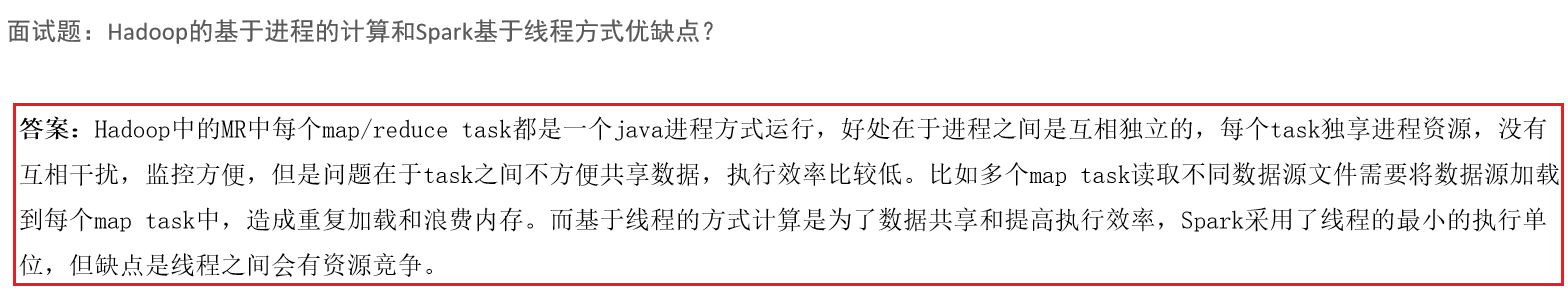 面试题：Hadoop的基于进程的计算和Spark基于线程方式优缺点？
答案：Hadoop中的MR中每个map/reduce task都是一个java进程方式运行，好处在于进程之间是互相独立的，每个task独享进程资源，没有
互相干扰，监控方便，但是问题在于task之间不方便共享数据，执行效率比较低。比如多个map task读取不同数据源文件需要将数据源加载
到每个map task中，造成重复加载和浪费内存。而基于线程的方式计算是为了数据共享和提高执行效率，Spark采用了线程的最小的执行单
位，但缺点是线程之间会有资源竞争。